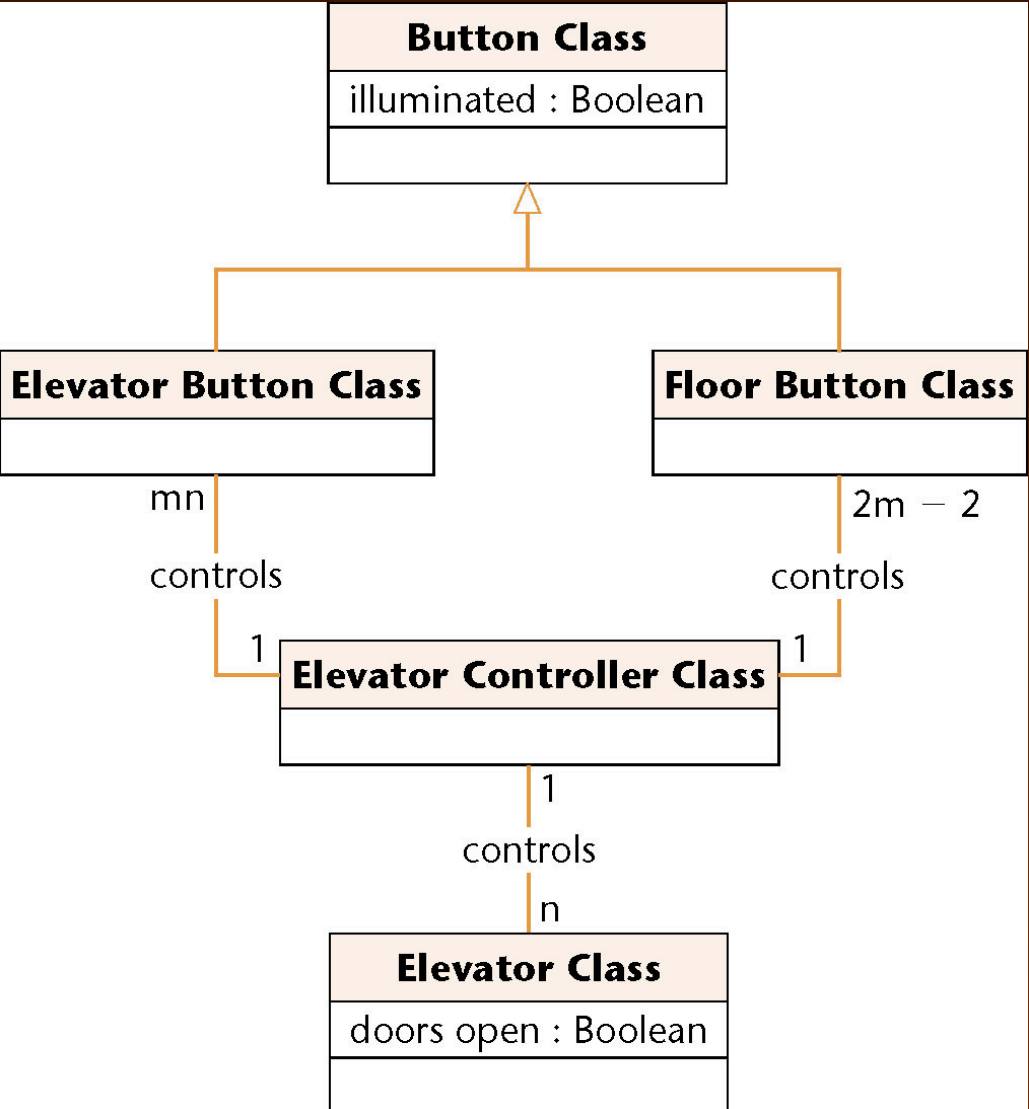 Button Class
illuminated : Boolean
Elevator Button Class
Floor Button Class
mn
2m − 2
controls
controls
1
1
Elevator Controller Class
1
controls
n
Elevator Class
doors open : Boolean